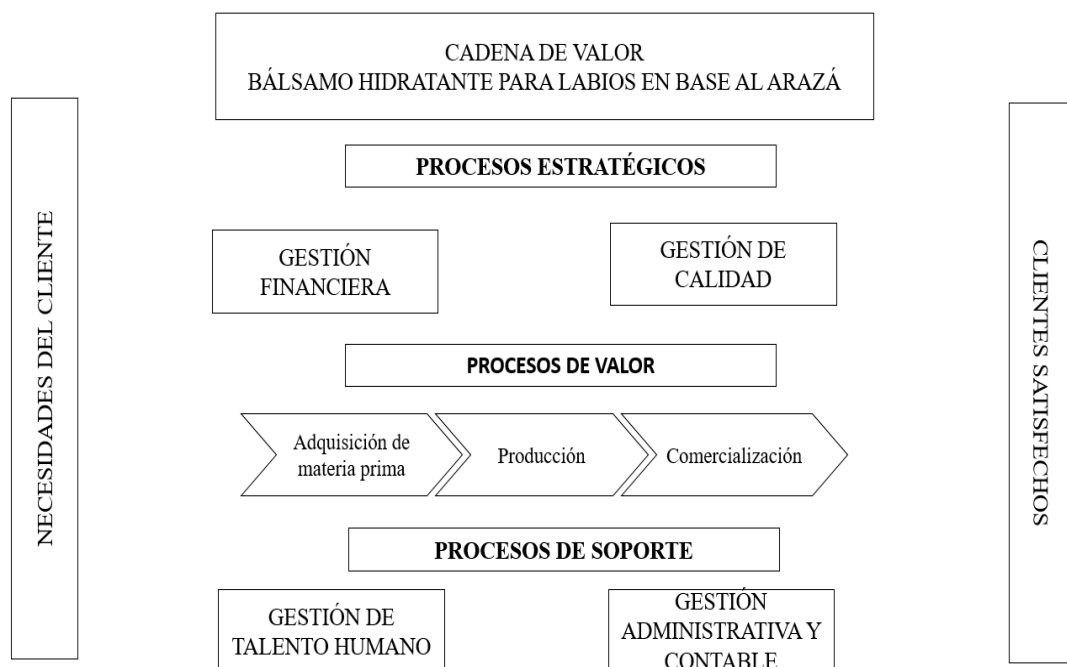 CADENA DE VALOR
BÁLSAMO HIDRATANTE PARA LABIOS EN BASE AL ARAZÁ
NECESIDADES DEL CLIENTE
PROCESOS ESTRATÉGICOS
GESTIÓN
FINANCIERA
GESTIÓN DE
CALIDAD
PROCESOS DE VALOR
Adquisición de
materia prima
Producción
Comercialización
PROCESOS DE SOPORTE
GESTIÓN DE
TALENTO HUMANO
GESTIÓN
ADMINISTRATIVA Y
CONTABLE
CLIENTES SATISFECHOS